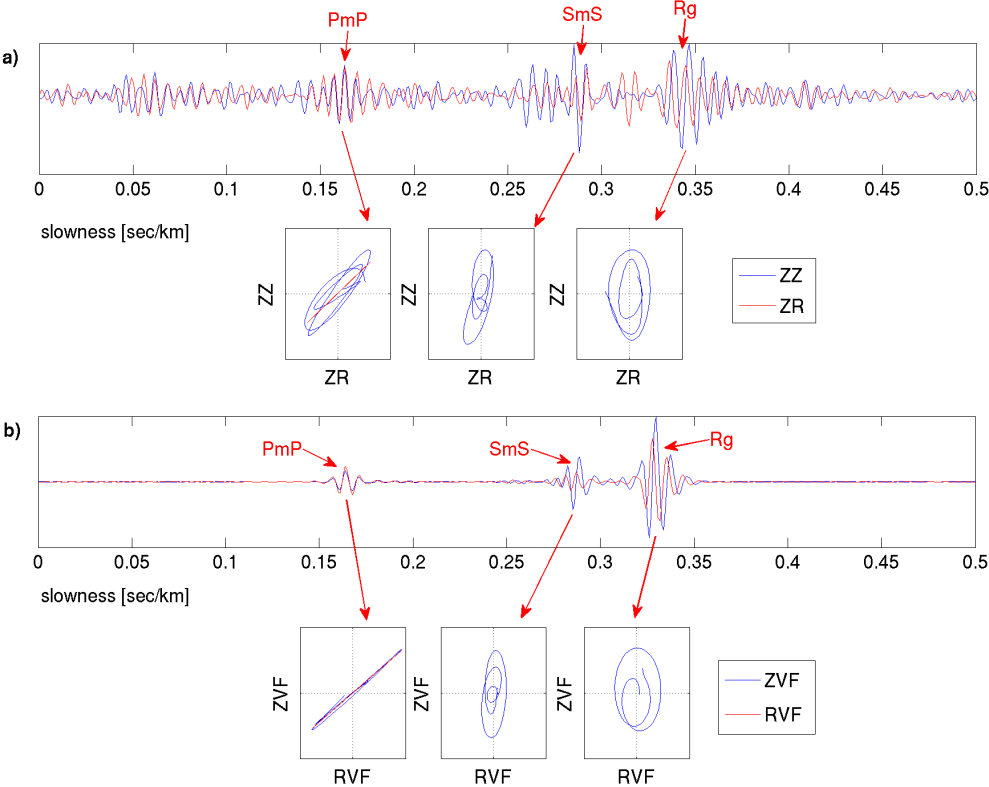 PmP
SmS
Rg
a)
0 0.05 0.1 0.15 0.2 0.25 0.3 0.35 0.4 0.45 0.5
slowness [sec/km]
ZZ
ZR
ZZ
ZR
ZZ
ZR
ZZ
ZR
b)
PmP
SmS
Rg
0 0.05 0.1 0.15 0.2 0.25 0.3 0.35 0.4 0.45 0.5
slowness [sec/km]
ZVF
RVF
ZVF
RVF
ZVF
RVF
ZVF
RVF